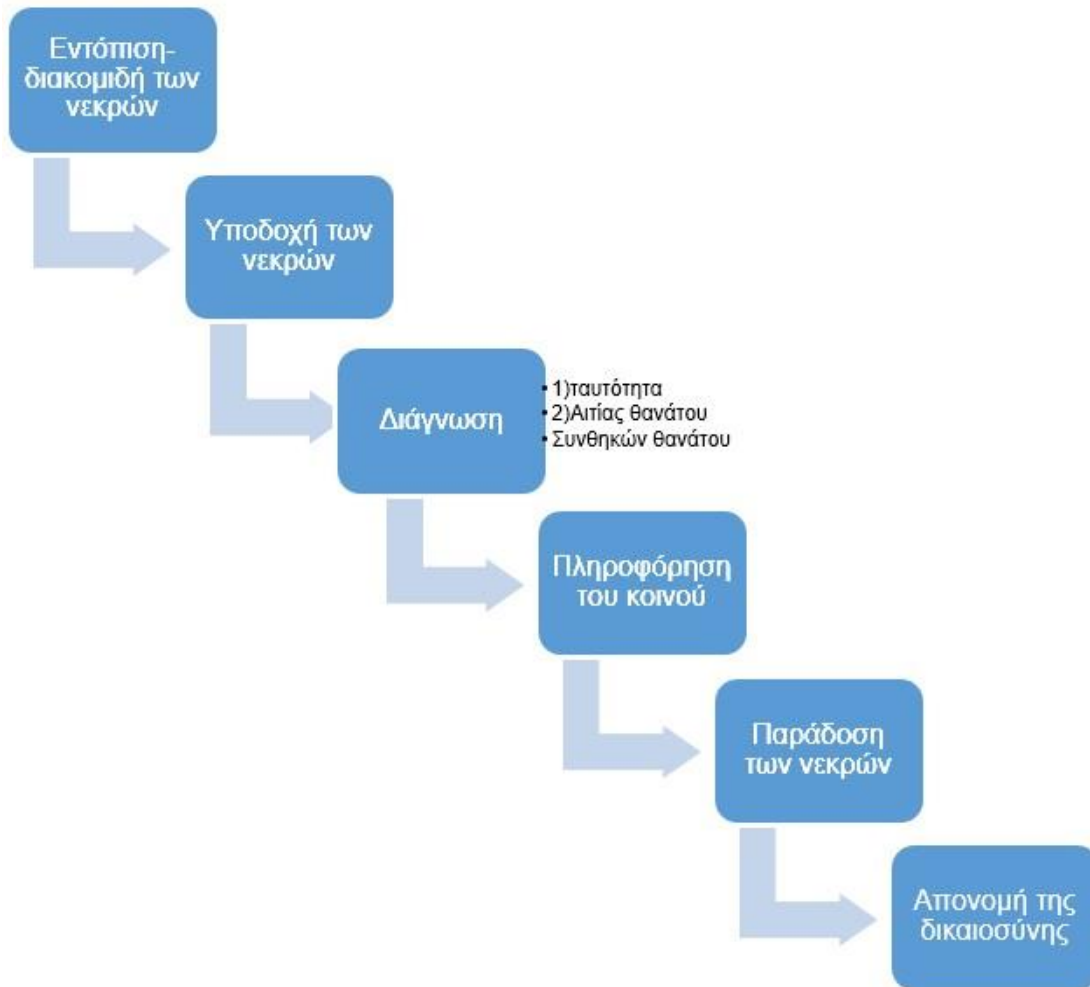 Εντόπιση-
διακομιδή των
νεκρών
Υποδοχή των
νεκρών
Διάγνωση
• 1)ταυτότητα
• 2)Αιτίας θανάτου
• Συνθηκών θανάτου
Πληροφόρηση
του κοινού
Παράδοση
των νεκρών
Απονομή της
δικαιοσύνης